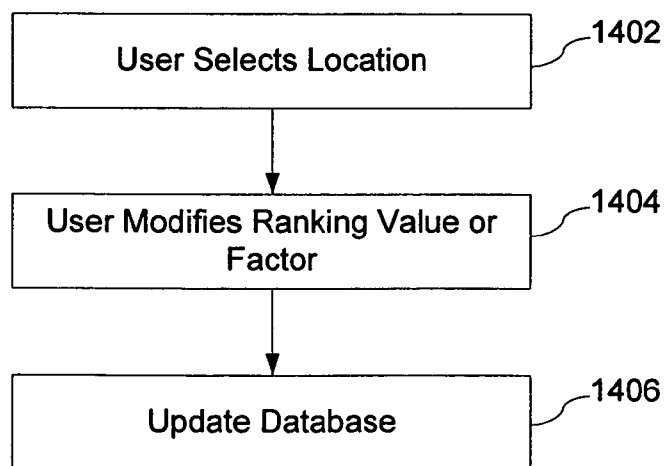 1402
User Selects Location
1404
User Modifies Ranking Value or
Factor
1406
Update Database